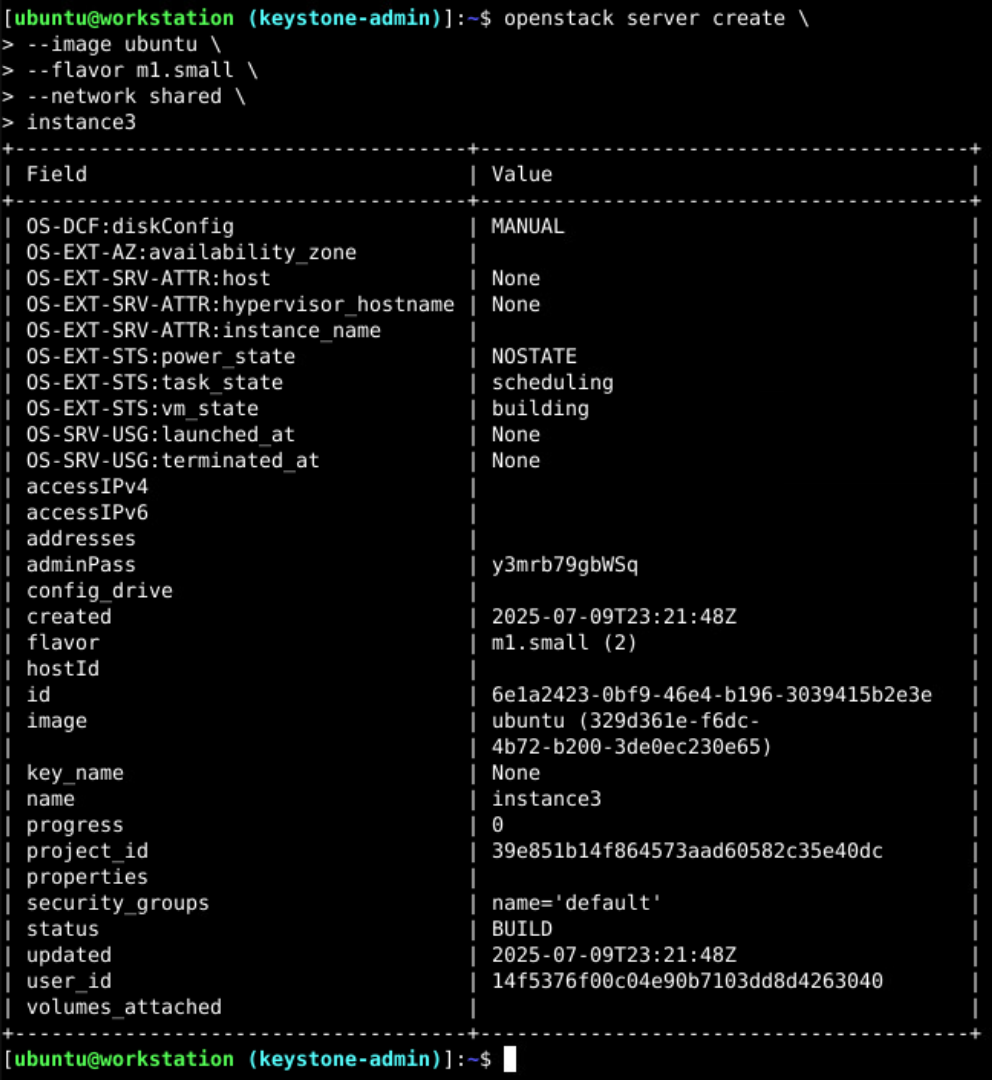 [ubuntu@workstation (keystone-admin)]:~$ openstack server create \
> --image ubuntu \
> --flavor m1.small \
> --network shared \
> instance3
+-------------------------------------+----------------------------------------+
| Field                               | Value                                  |
+-------------------------------------+----------------------------------------+
| OS-DCF:diskConfig                   | MANUAL                                 |
| OS-EXT-AZ:availability_zone         |                                        |
| OS-EXT-SRV-ATTR:host                | None                                   |
| OS-EXT-SRV-ATTR:hypervisor_hostname | None                                   |
| OS-EXT-SRV-ATTR:instance_name       |                                        |
| OS-EXT-STS:power_state              | NOSTATE                                |
| OS-EXT-STS:task_state               | scheduling                             |
| OS-EXT-STS:vm_state                 | building                               |
| OS-SRV-USG:launched_at              | None                                   |
| OS-SRV-USG:terminated_at            | None                                   |
| accessIPv4                          |                                        |
| accessIPv6                          |                                        |
| addresses                           |                                        |
| adminPass                           | y3mrb79gbWSq                           |
| config_drive                        |                                        |
| created                             | 2025-07-09T23:21:48Z                   |
| flavor                              | m1.small (2)                           |
| hostId                              |                                        |
| id                                  | 6e1a2423-0bf9-46e4-b196-3039415b2e3e   |
| image                               | ubuntu (329d361e-f6dc-                 |
|                                     | 4b72-b200-3de0ec230e65)                |
| key_name                            | None                                   |
| name                                | instance3                              |
| progress                            | 0                                      |
| project_id                          | 39e851b14f864573aad60582c35e40dc       |
| properties                          |                                        |
| security_groups                     | name='default'                         |
| status                              | BUILD                                  |
| updated                             | 2025-07-09T23:21:48Z                   |
| user_id                             | 14f5376f00c04e90b7103dd8d4263040       |
| volumes_attached                    |                                        |
+-------------------------------------+----------------------------------------+
[ubuntu@workstation (keystone-admin)]:~$